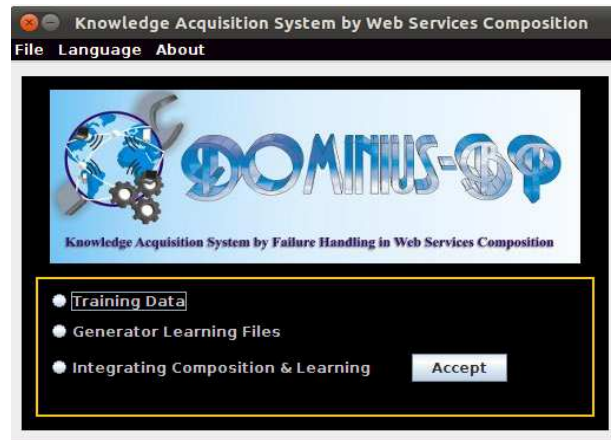 Knowledge Acquisition System by Web Services Composition
File Language About
DOMINIUS-BP
Knowledge Acquisition System by Failure Handling in Web Services Composition
Training Data
Generator Learning Files
Integrating Composition & Learning Accept